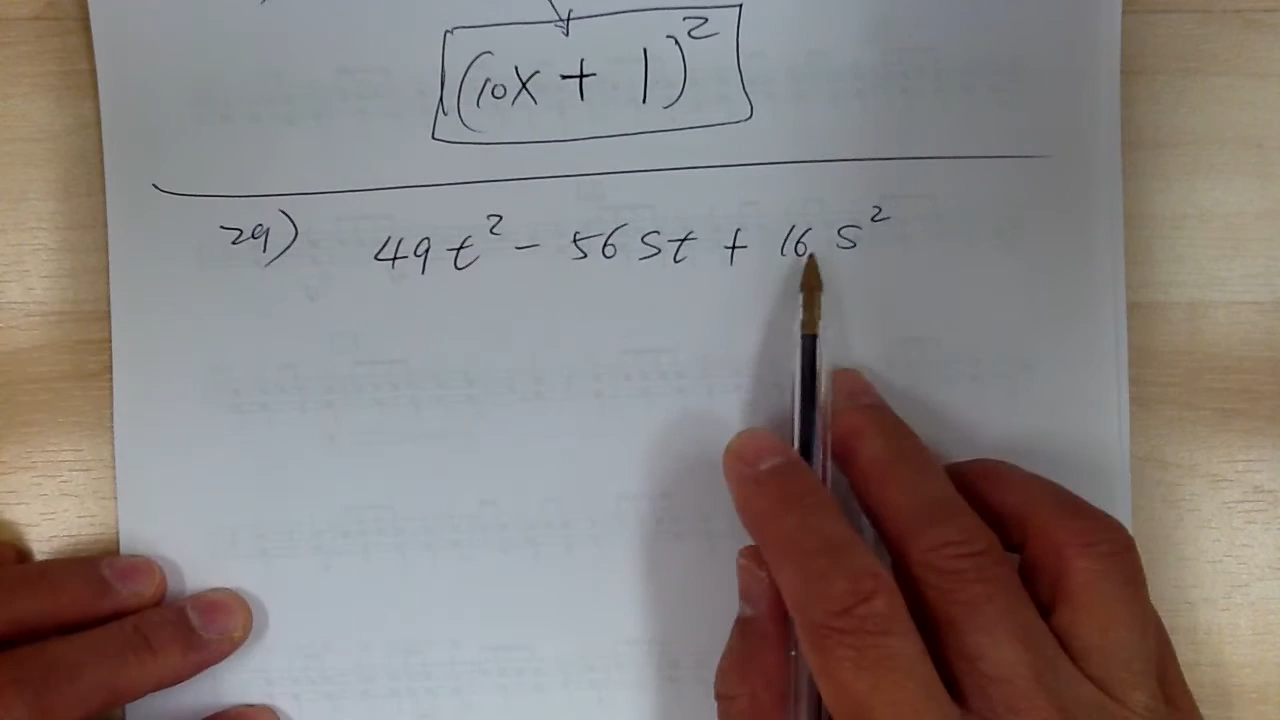 (10x + 1)²
29) 49t² - 56st + 16s²